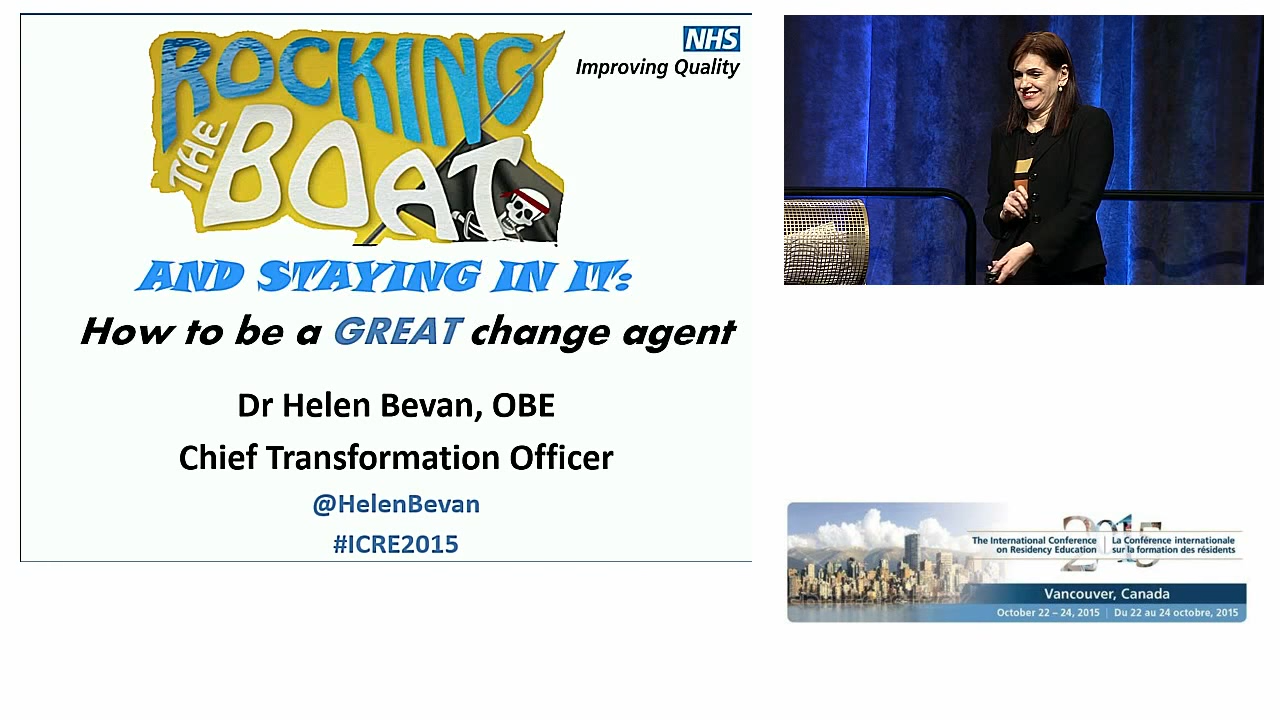 ROCKING
THE BOAT
NHS
Improving Quality
AND STAYING IN IT:
How to be a GREAT change agent
Dr Helen Bevan, OBE
Chief Transformation Officer
@HelenBevan
#ICRE2015
2015
The International Conference
on Residency Education
La Conférence internationale
sur la formation des résidents
Vancouver, Canada
October 22 – 24, 2015 | Du 22 au 24 octobre, 2015